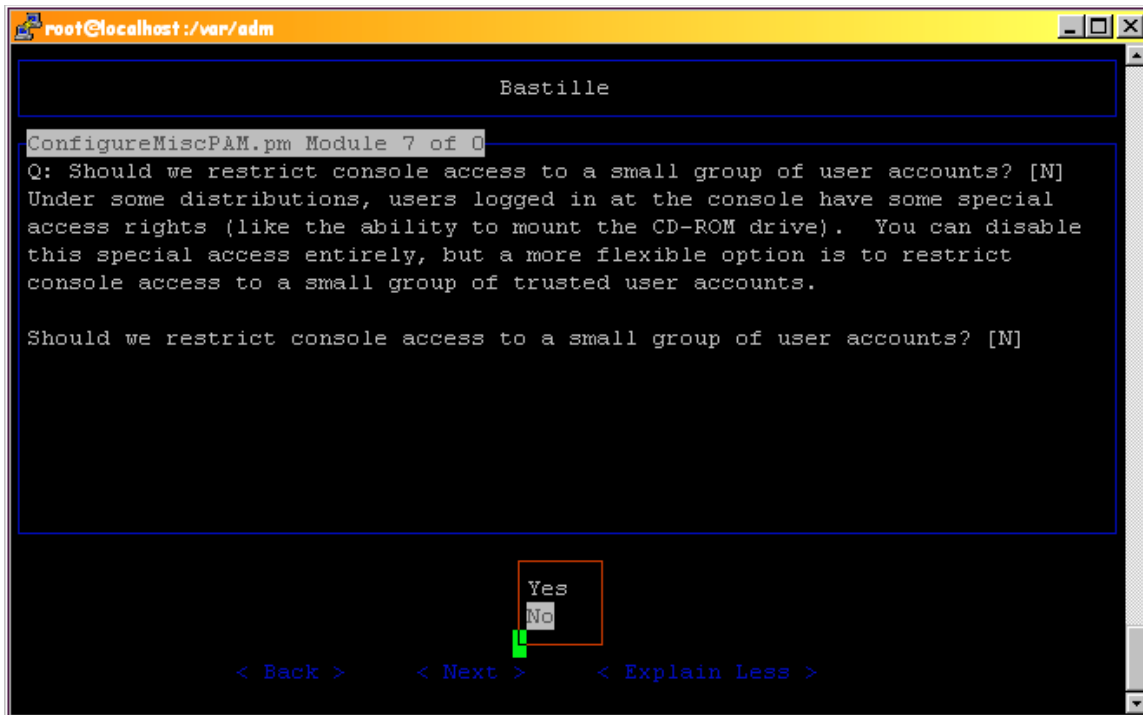 root@localhost:/var/adm
Bastille
ConfigureMiscPAM.pm Module 7 of 0
Q: Should we restrict console access to a small group of user accounts? [N]
Under some distributions, users logged in at the console have some special
access rights (like the ability to mount the CD-ROM drive).  You can disable
this special access entirely, but a more flexible option is to restrict
console access to a small group of trusted user accounts.
Should we restrict console access to a small group of user accounts? [N]
Yes
No
< Back > < Next > < Explain Less >